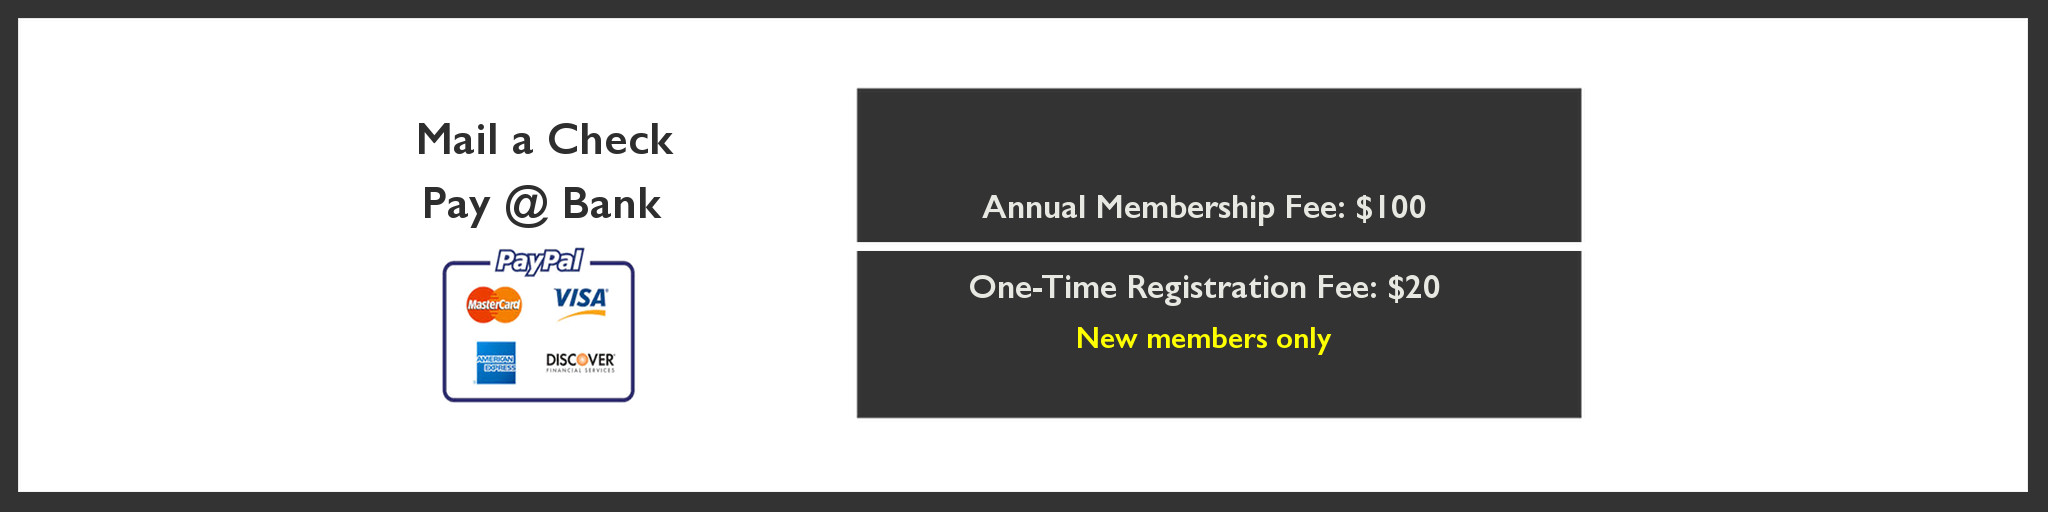 Mail a Check
Pay @ Bank
PayPal
MasterCard
VISA
AMERICAN
EXPRESS
DISCOVER
FINANCIAL SERVICES
Annual Membership Fee: $100
One-Time Registration Fee: $20
New members only